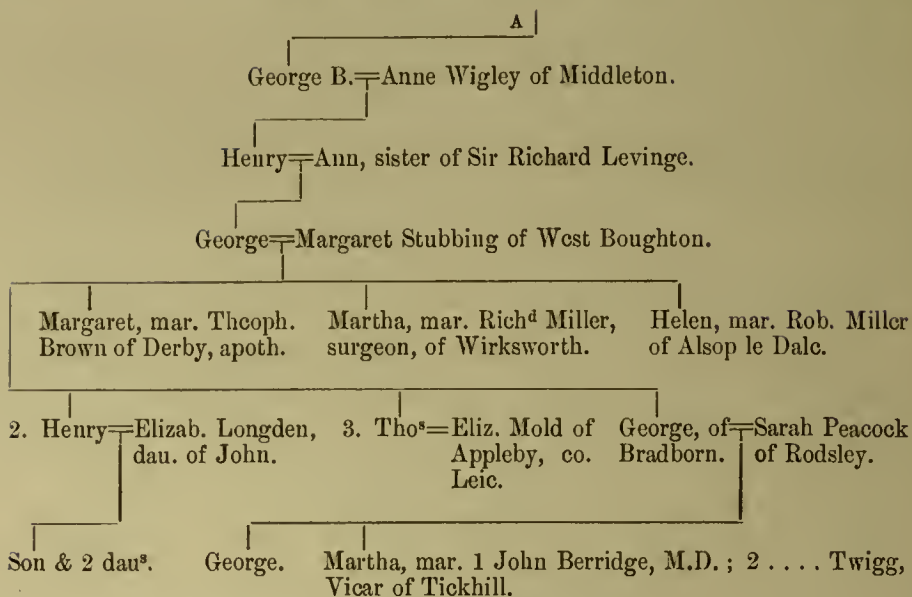 A
George B. = Anne Wigley of Middleton.
Henry = Ann, sister of Sir Richard Levinge.
George = Margaret Stubbing of West Boughton.
Margaret, mar. Theoph. Martha, mar. Richᵈ Miller, Helen, mar. Rob. Miller
Brown of Derby, apoth. surgeon, of Wirksworth. of Alsop le Dale.
2. Henry = Elizab. Longden, 3. Thoˢ = Eliz. Mold of George, of = Sarah Peacock
dau. of John. Appleby, co. Bradborn. of Rodsley.
Leic.
Son & 2 dauˢ. George. Martha, mar. 1 John Berridge, M.D. ; 2 . . . . Twigg,
Vicar of Tickhill.